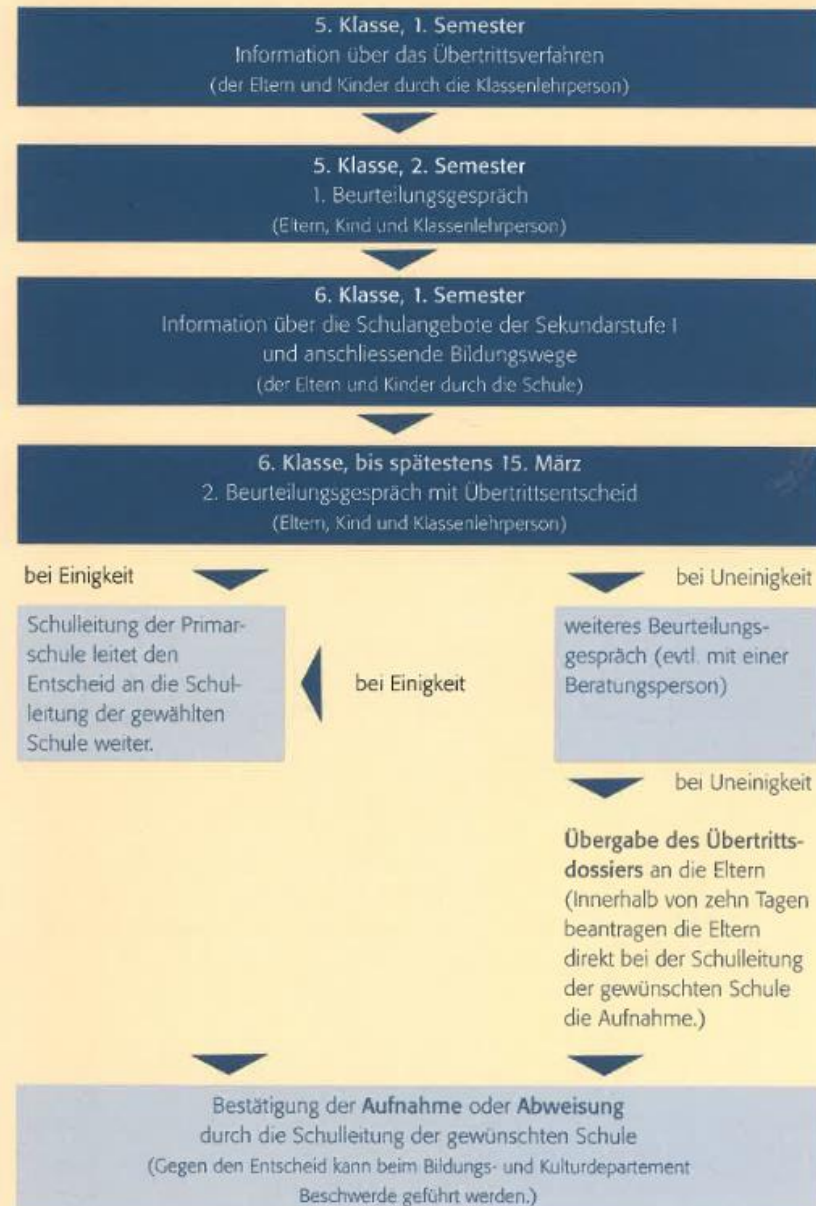 5. Klasse, 1. Semester
Information über das Übertrittsverfahren
(der Eltern und Kinder durch die Klassenlehrperson)
5. Klasse, 2. Semester
1. Beurteilungsgespräch
(Eltern, Kind und Klassenlehrperson)
6. Klasse, 1. Semester
Information über die Schulangebote der Sekundarstufe I
und anschliessende Bildungswege
(der Eltern und Kinder durch die Schule)
6. Klasse, bis spätestens 15. März
2. Beurteilungsgespräch mit Übertrittsentscheid
(Eltern, Kind und Klassenlehrperson)
bei Einigkeit
bei Uneinigkeit
Schulleitung der Primar-
schule leitet den
Entscheid an die Schul-
leitung der gewählten
Schule weiter.
bei Einigkeit
weiteres Beurteilungs-
gespräch (evtl. mit einer
Beratungsperson)
bei Uneinigkeit
Übergabe des Übertritts-
dossiers an die Eltern
(Innerhalb von zehn Tagen
beantragen die Eltern
direkt bei der Schulleitung
der gewünschten Schule
die Aufnahme.)
Bestätigung der Aufnahme oder Abweisung
durch die Schulleitung der gewünschten Schule
(Gegen den Entscheid kann beim Bildungs- und Kulturdepartement
Beschwerde geführt werden.)